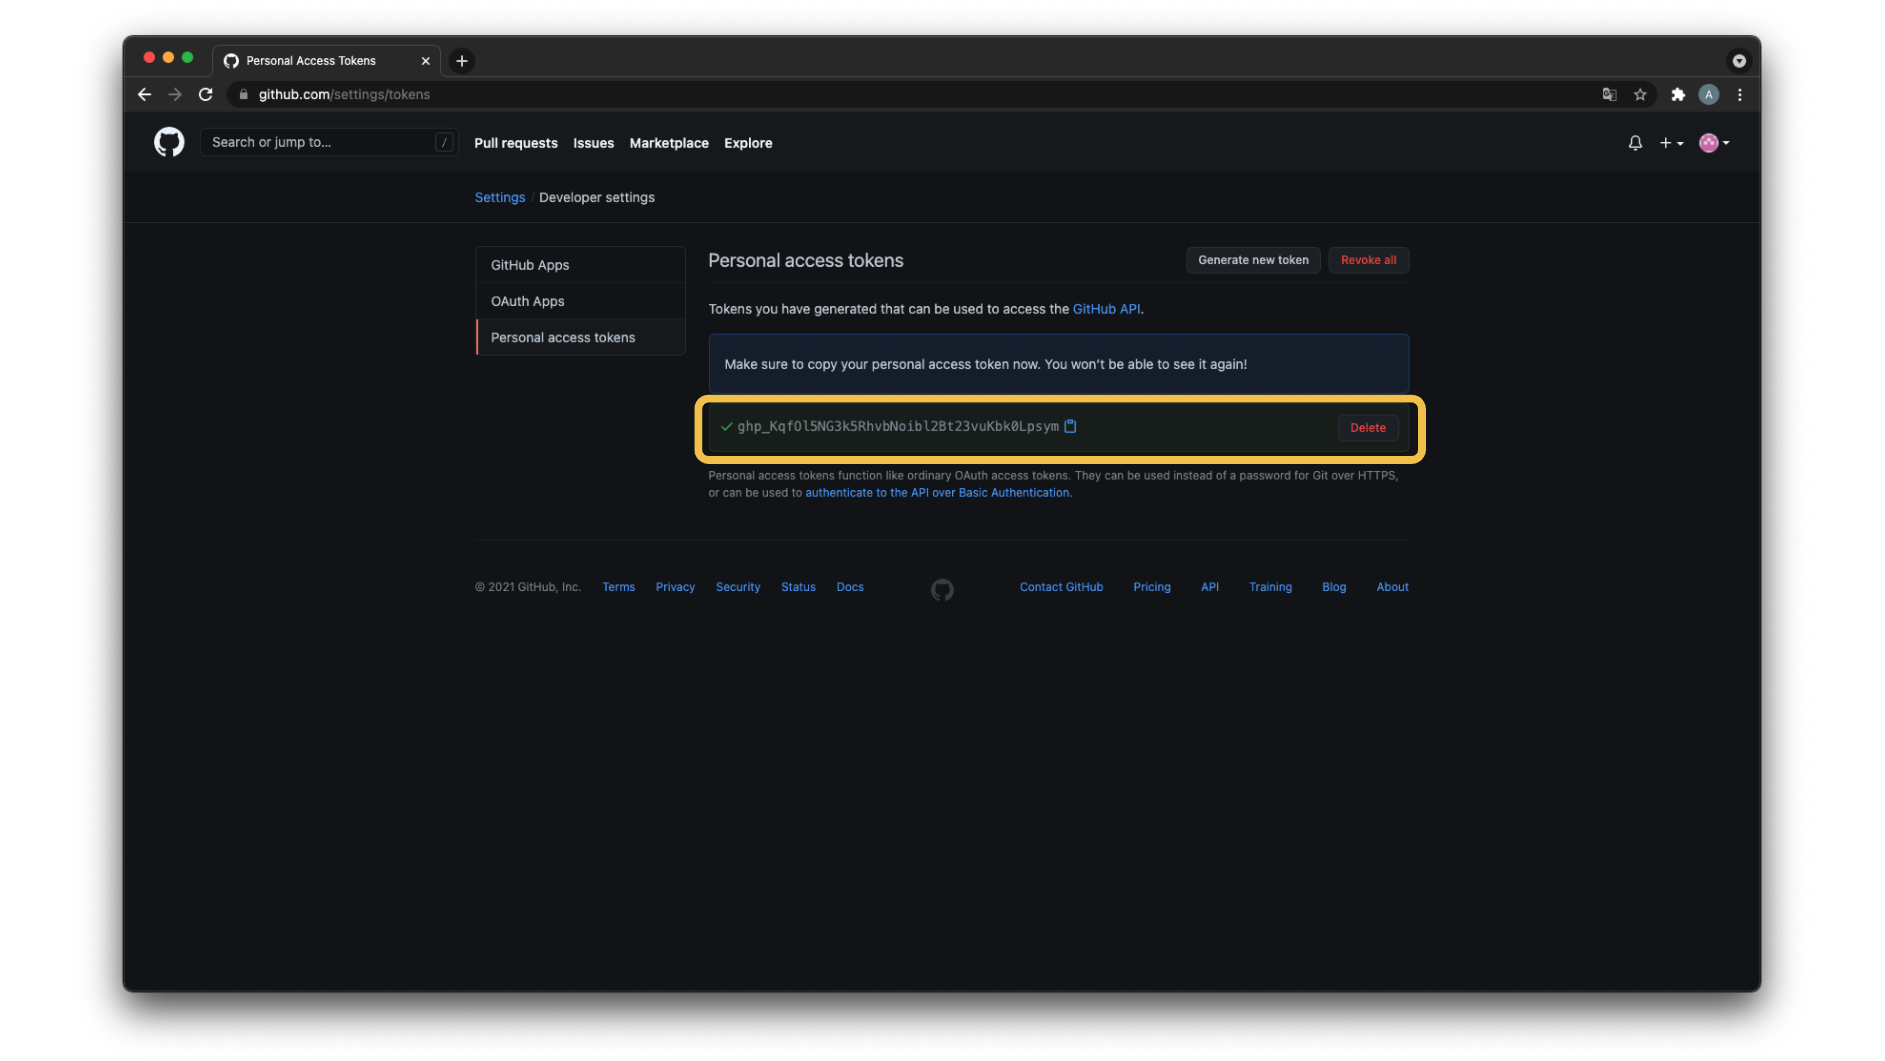 Personal Access Tokens
github.com/settings/tokens
A
Search or jump to... /
Pull requests Issues Marketplace Explore
Settings / Developer settings
GitHub Apps
OAuth Apps
Personal access tokens
Personal access tokens
Generate new token
Revoke all
Tokens you have generated that can be used to access the GitHub API.
Make sure to copy your personal access token now. You won't be able to see it again!
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
Delete
Personal access tokens function like ordinary OAuth access tokens. They can be used instead of a password for Git over HTTPS,
or can be used to authenticate to the API over Basic Authentication.
© 2021 GitHub, Inc. Terms Privacy Security Status Docs Contact GitHub Pricing API Training Blog About